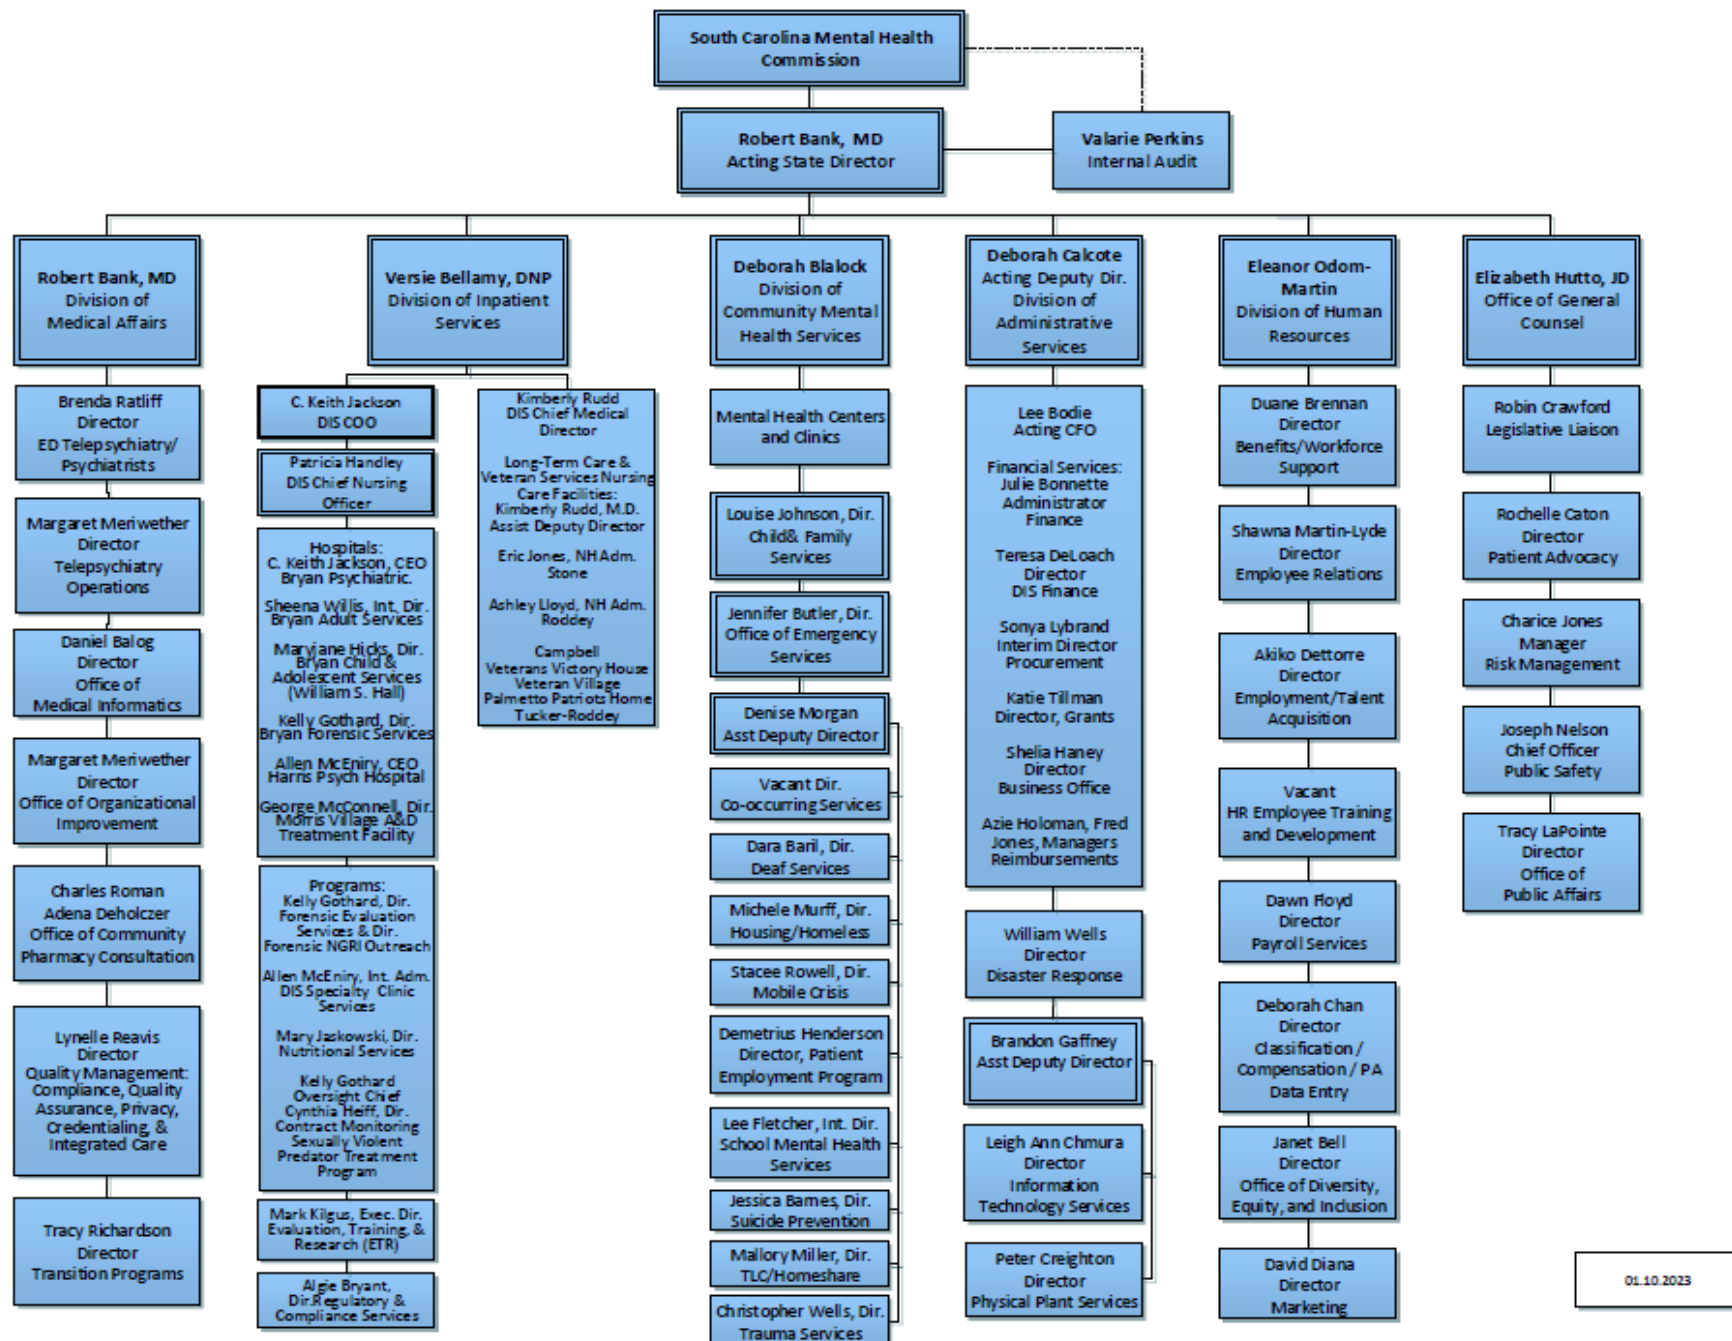 South Carolina Mental Health
Commission
Robert Bank, MD
Acting State Director
Valarie Perkins
Internal Audit
Robert Bank, MD
Division of
Medical Affairs
Brenda Ratliff
Director
ED Telepsychiatry/
Psychiatrists
Margaret Meriwether
Director
Telepsychiatry
Operations
Daniel Balog
Director
Office of
Medical Informatics
Margaret Meriwether
Director
Office of Organizational
Improvement
Charles Roman
Adena Deholczer
Office of Community
Pharmacy Consultation
Lynelle Reavis
Director
Quality Management:
Compliance, Quality
Assurance, Privacy,
Credentialing, &
Integrated Care
Tracy Richardson
Director
Transition Programs
Versie Bellamy, DNP
Division of Inpatient
Services
C. Keith Jackson
DIS COO
Patricia Handley
DIS Chief Nursing
Officer
Hospitals:
C. Keith Jackson, CEO
Bryan Psychiatric.
Sheena Willis, Int. Dir.
Bryan Adult Services
Maryjane Hicks, Dir.
Bryan Child &
Adolescent Services
(William S. Hall)
Kelly Gothard, Dir.
Bryan Forensic Services
Allen McEniry, CEO
Harris Psych Hospital
George McConnell, Dir.
Morris Village A&D
Treatment Facility
Programs:
Kelly Gothard, Dir.
Forensic Evaluation
Services & Dir.
Forensic NGRI Outreach
Allen McEniry, Int. Adm.
DIS Specialty Clinic
Services
Mary Jaskowski, Dir.
Nutritional Services
Kelly Gothard
Oversight Chief
Cynthia Heiff, Dir.
Contract Monitoring
Sexually Violent
Predator Treatment
Program
Mark Kilgus, Exec. Dir.
Evaluation, Training, &
Research (ETR)
Algie Bryant,
Dir.Regulatory &
Compliance Services
Kimberly Rudd
DIS Chief Medical
Director
Long-Term Care &
Veteran Services Nursing
Care Facilities:
Kimberly Rudd, M.D.
Assist Deputy Director
Eric Jones, NH Adm.
Stone
Ashley Lloyd, NH Adm.
Roddey
Campbell
Veterans Victory House
Veteran Village
Palmetto Patriots Home
Tucker-Roddey
Deborah Blalock
Division of
Community Mental
Health Services
Mental Health Centers
and Clinics
Louise Johnson, Dir.
Child& Family
Services
Jennifer Butler, Dir.
Office of Emergency
Services
Denise Morgan
Asst Deputy Director
Vacant Dir.
Co-occurring Services
Dara Baril, Dir.
Deaf Services
Michele Murff, Dir.
Housing/Homeless
Stacee Rowell, Dir.
Mobile Crisis
Demetrius Henderson
Director, Patient
Employment Program
Lee Fletcher, Int. Dir.
School Mental Health
Services
Jessica Barnes, Dir.
Suicide Prevention
Mallory Miller, Dir.
TLC/Homeshare
Christopher Wells, Dir.
Trauma Services
Deborah Calcote
Acting Deputy Dir.
Division of
Administrative
Services
Lee Bodie
Acting CFO
Financial Services:
Julie Bonnette
Administrator
Finance
Teresa DeLoach
Director
DIS Finance
Sonya Lybrand
Interim Director
Procurement
Katie Tillman
Director, Grants
Shelia Haney
Director
Business Office
Azie Holoman, Fred
Jones, Managers
Reimbursements
William Wells
Director
Disaster Response
Brandon Gaffney
Asst Deputy Director
Leigh Ann Chmura
Director
Information
Technology Services
Peter Creighton
Director
Physical Plant Services
Eleanor Odom-
Martin
Division of Human
Resources
Duane Brennan
Director
Benefits/Workforce
Support
Shawna Martin-Lyde
Director
Employee Relations
Akiko Dettorre
Director
Employment/Talent
Acquisition
Vacant
HR Employee Training
and Development
Dawn Floyd
Director
Payroll Services
Deborah Chan
Director
Classification /
Compensation / PA
Data Entry
Janet Bell
Director
Office of Diversity,
Equity, and Inclusion
David Diana
Director
Marketing
Elizabeth Hutto, JD
Office of General
Counsel
Robin Crawford
Legislative Liaison
Rochelle Caton
Director
Patient Advocacy
Charice Jones
Manager
Risk Management
Joseph Nelson
Chief Officer
Public Safety
Tracy LaPointe
Director
Office of
Public Affairs
01.10.2023